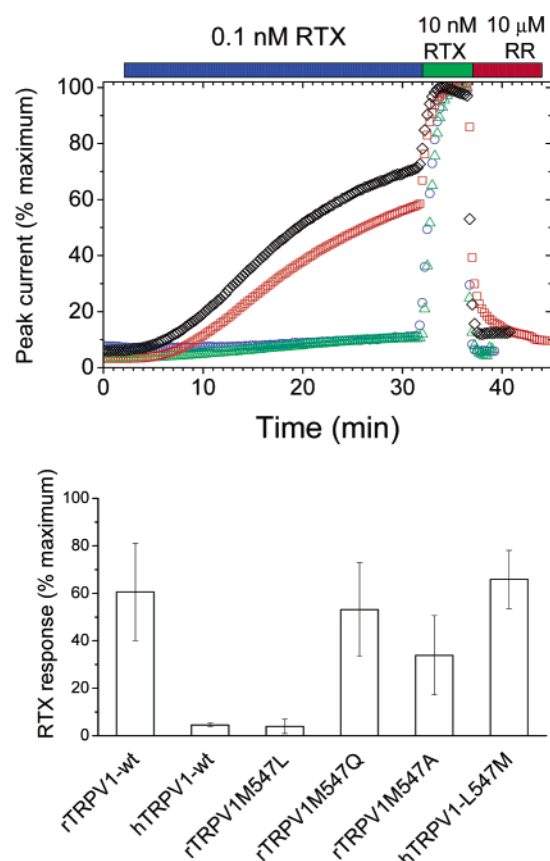 0.1 nM RTX
10 nM
RTX
10 µM
RR
Peak current (% maximum)
100
80
60
40
20
0
0 10 20 30 40
Time (min)
RTX response (% maximum)
100
80
60
40
20
0
rTRPV1-wt
hTRPV1-wt
rTRPV1M547L
rTRPV1M547Q
rTRPV1M547A
hTRPV1-L547M